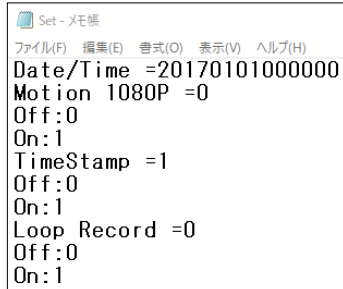 Set - メモ帳
ファイル(F) 編集(E) 書式(O) 表示(V) ヘルプ(H)
Date/Time =20170101000000
Motion 1080P =0
Off:0
On:1
TimeStamp =1
Off:0
On:1
Loop Record =0
Off:0
On:1